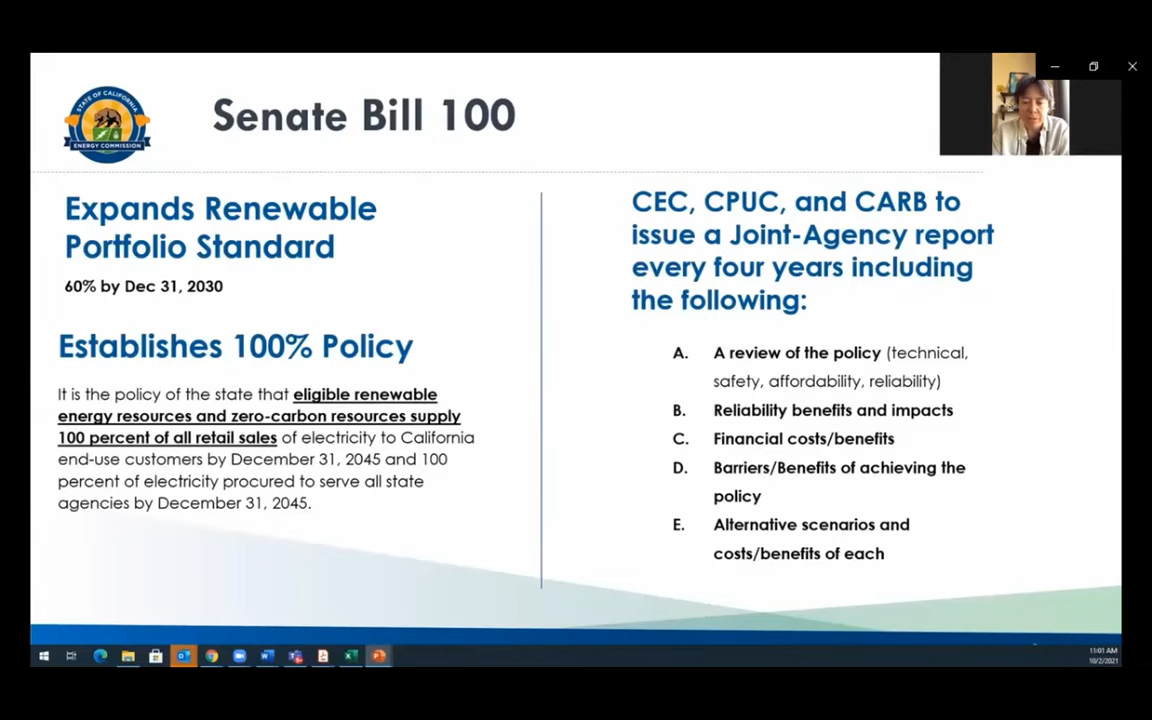 STATE OF CALIFORNIA
ENERGY COMMISSION
Senate Bill 100
Expands Renewable
Portfolio Standard
60% by Dec 31, 2030
Establishes 100% Policy
It is the policy of the state that eligible renewable
energy resources and zero-carbon resources supply
100 percent of all retail sales of electricity to California
end-use customers by December 31, 2045 and 100
percent of electricity procured to serve all state
agencies by December 31, 2045.
CEC, CPUC, and CARB to
issue a Joint-Agency report
every four years including
the following:
A. A review of the policy (technical,
safety, affordability, reliability)
B. Reliability benefits and impacts
C. Financial costs/benefits
D. Barriers/Benefits of achieving the
policy
E. Alternative scenarios and
costs/benefits of each
11:01 AM
10/2/2021